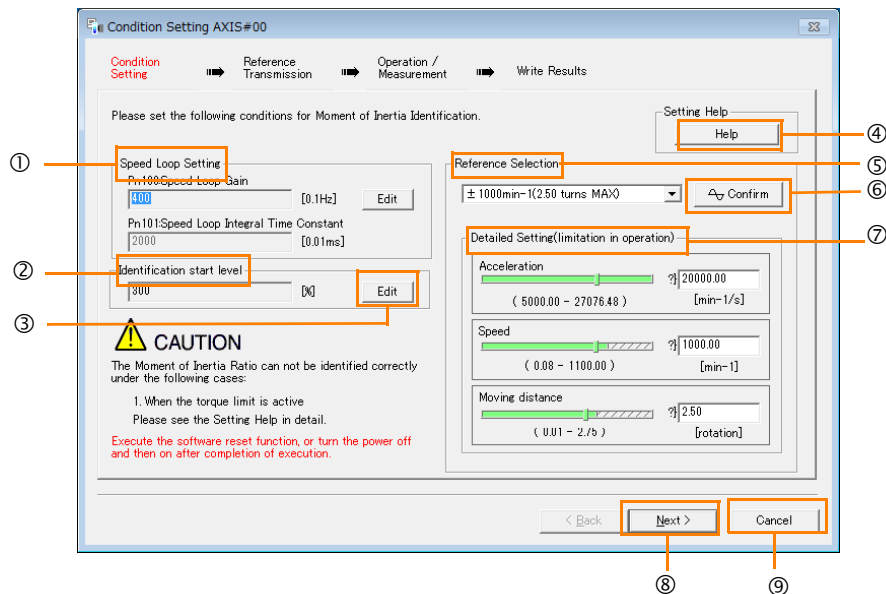 Condition Setting AXIS#00
Condition
Setting
Reference
Transmission
Operation /
Measurement
Write Results
Please set the following conditions for Moment of Inertia Identification.
Setting Help
Help
④
①
Speed Loop Setting
Pn100:Speed Loop Gain
400
[0.1Hz]
Edit
Pn101:Speed Loop Integral Time Constant
2000
[0.01ms]
Reference Selection
⑤
± 1000min-1(2.50 turns MAX)
Confirm
⑥
②
Identification start level
300
[%]
Edit
③
Detailed Setting(limitation in operation)
⑦
Acceleration
?} 20000.00
( 5000.00 - 27076.48 )
[min-1/s]
Speed
?} 1000.00
( 0.08 - 1100.00 )
[min-1]
Moving distance
?} 2.50
( 0.01 - 2.75 )
[rotation]
CAUTION
The Moment of Inertia Ratio can not be identified correctly
under the following cases:
1. When the torque limit is active
Please see the Setting Help in detail.
Execute the software reset function, or turn the power off
and then on after completion of execution.
< Back
Next >
Cancel
⑧
⑨